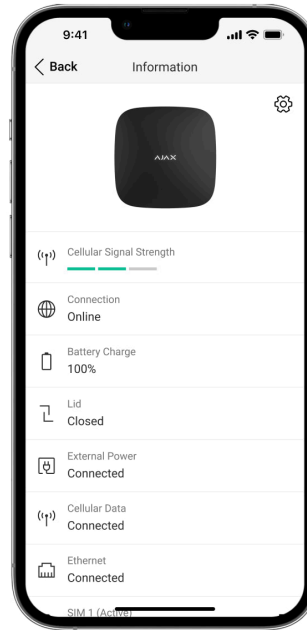 9:41
Back
Information
AJAX
Cellular Signal Strength
Connection
Online
Battery Charge
100%
Lid
Closed
External Power
Connected
Cellular Data
Connected
Ethernet
Connected
SIM 1 (Active)